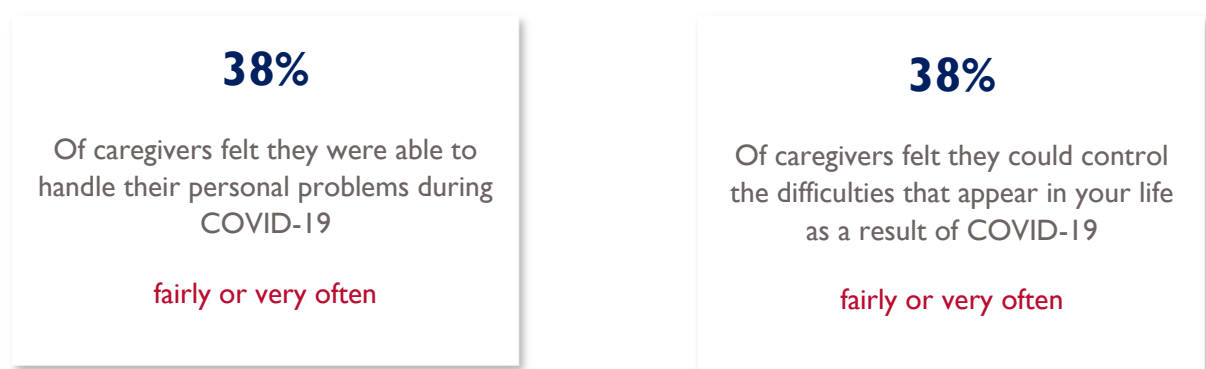 38%
Of caregivers felt they were able to
handle their personal problems during
COVID-19
fairly or very often
38%
Of caregivers felt they could control
the difficulties that appear in your life
as a result of COVID-19
fairly or very often